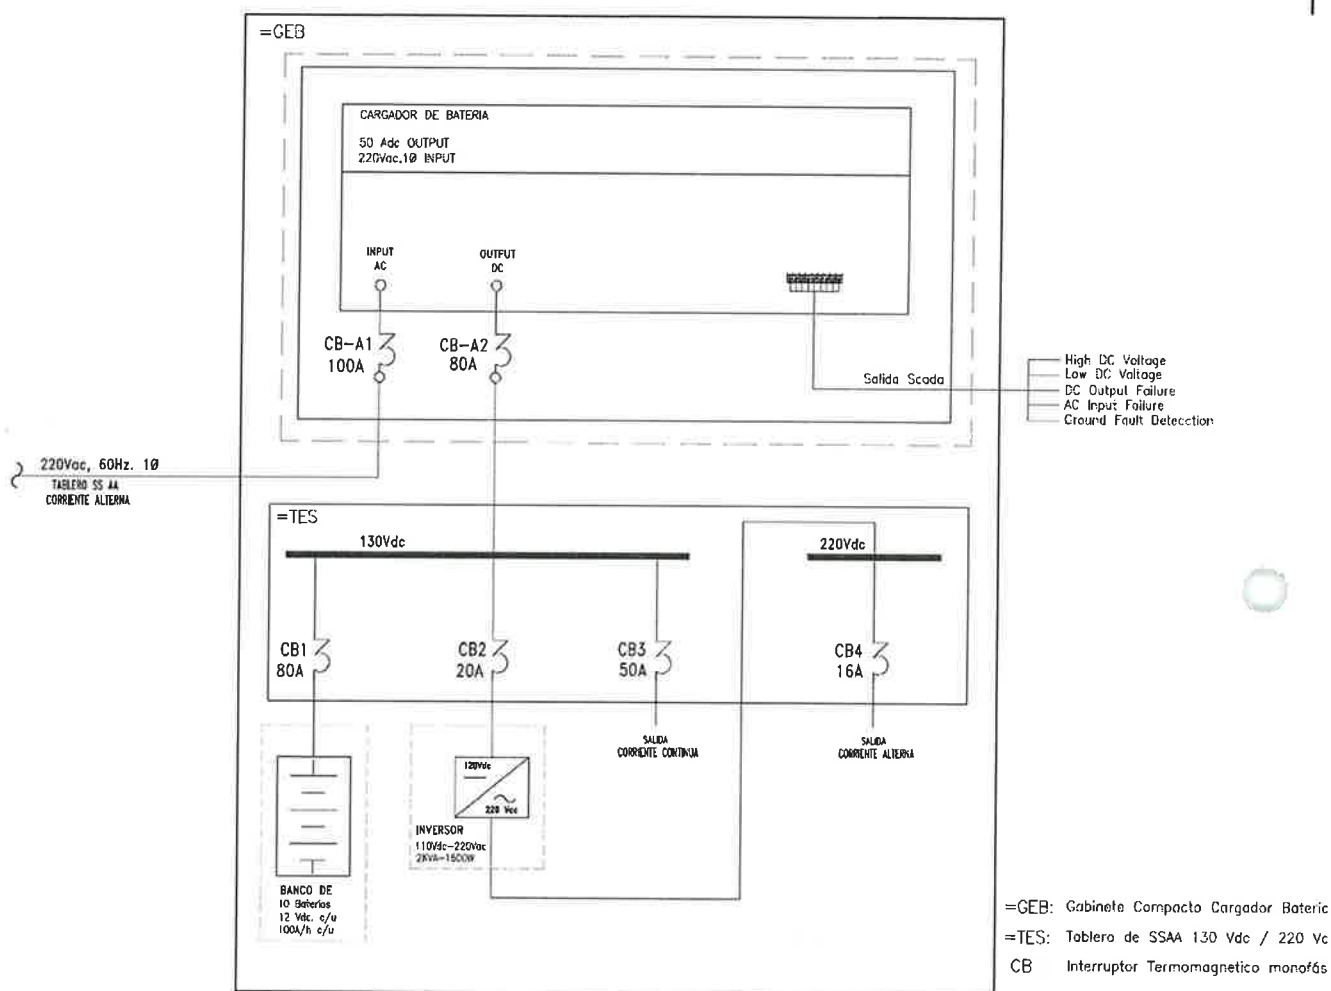 =GEB
CARGADOR DE BATERIA
50 Adc OUTPUT
220Vac,1Ø INPUT
INPUT
AC
OUTPUT
DC
CB-A1
100A
CB-A2
80A
Salida Scada
High DC Voltage
Low DC Voltage
DC Output Failure
AC Input Failure
Ground Fault Detecction
220Vac, 60Hz. 1Ø
TABLERO SS AA
CORRIENTE ALTERNA
=TES
130Vdc
220Vdc
CB1
80A
CB2
20A
CB3
50A
CB4
16A
SALIDA
CORRIENTE CONTINUA
SALIDA
CORRIENTE ALTERNA
120Vdc
220 Vcc
INVERSOR
110Vdc-220Vac
2KVA-1600W
BANCO DE
10 Baterias
12 Vdc. c/u
100A/h c/u
=GEB: Gabinete Compacto Cargador Bateric
=TES: Tablero de SSAA 130 Vdc / 220 Vc
CB Interruptor Termomagnetico monofás